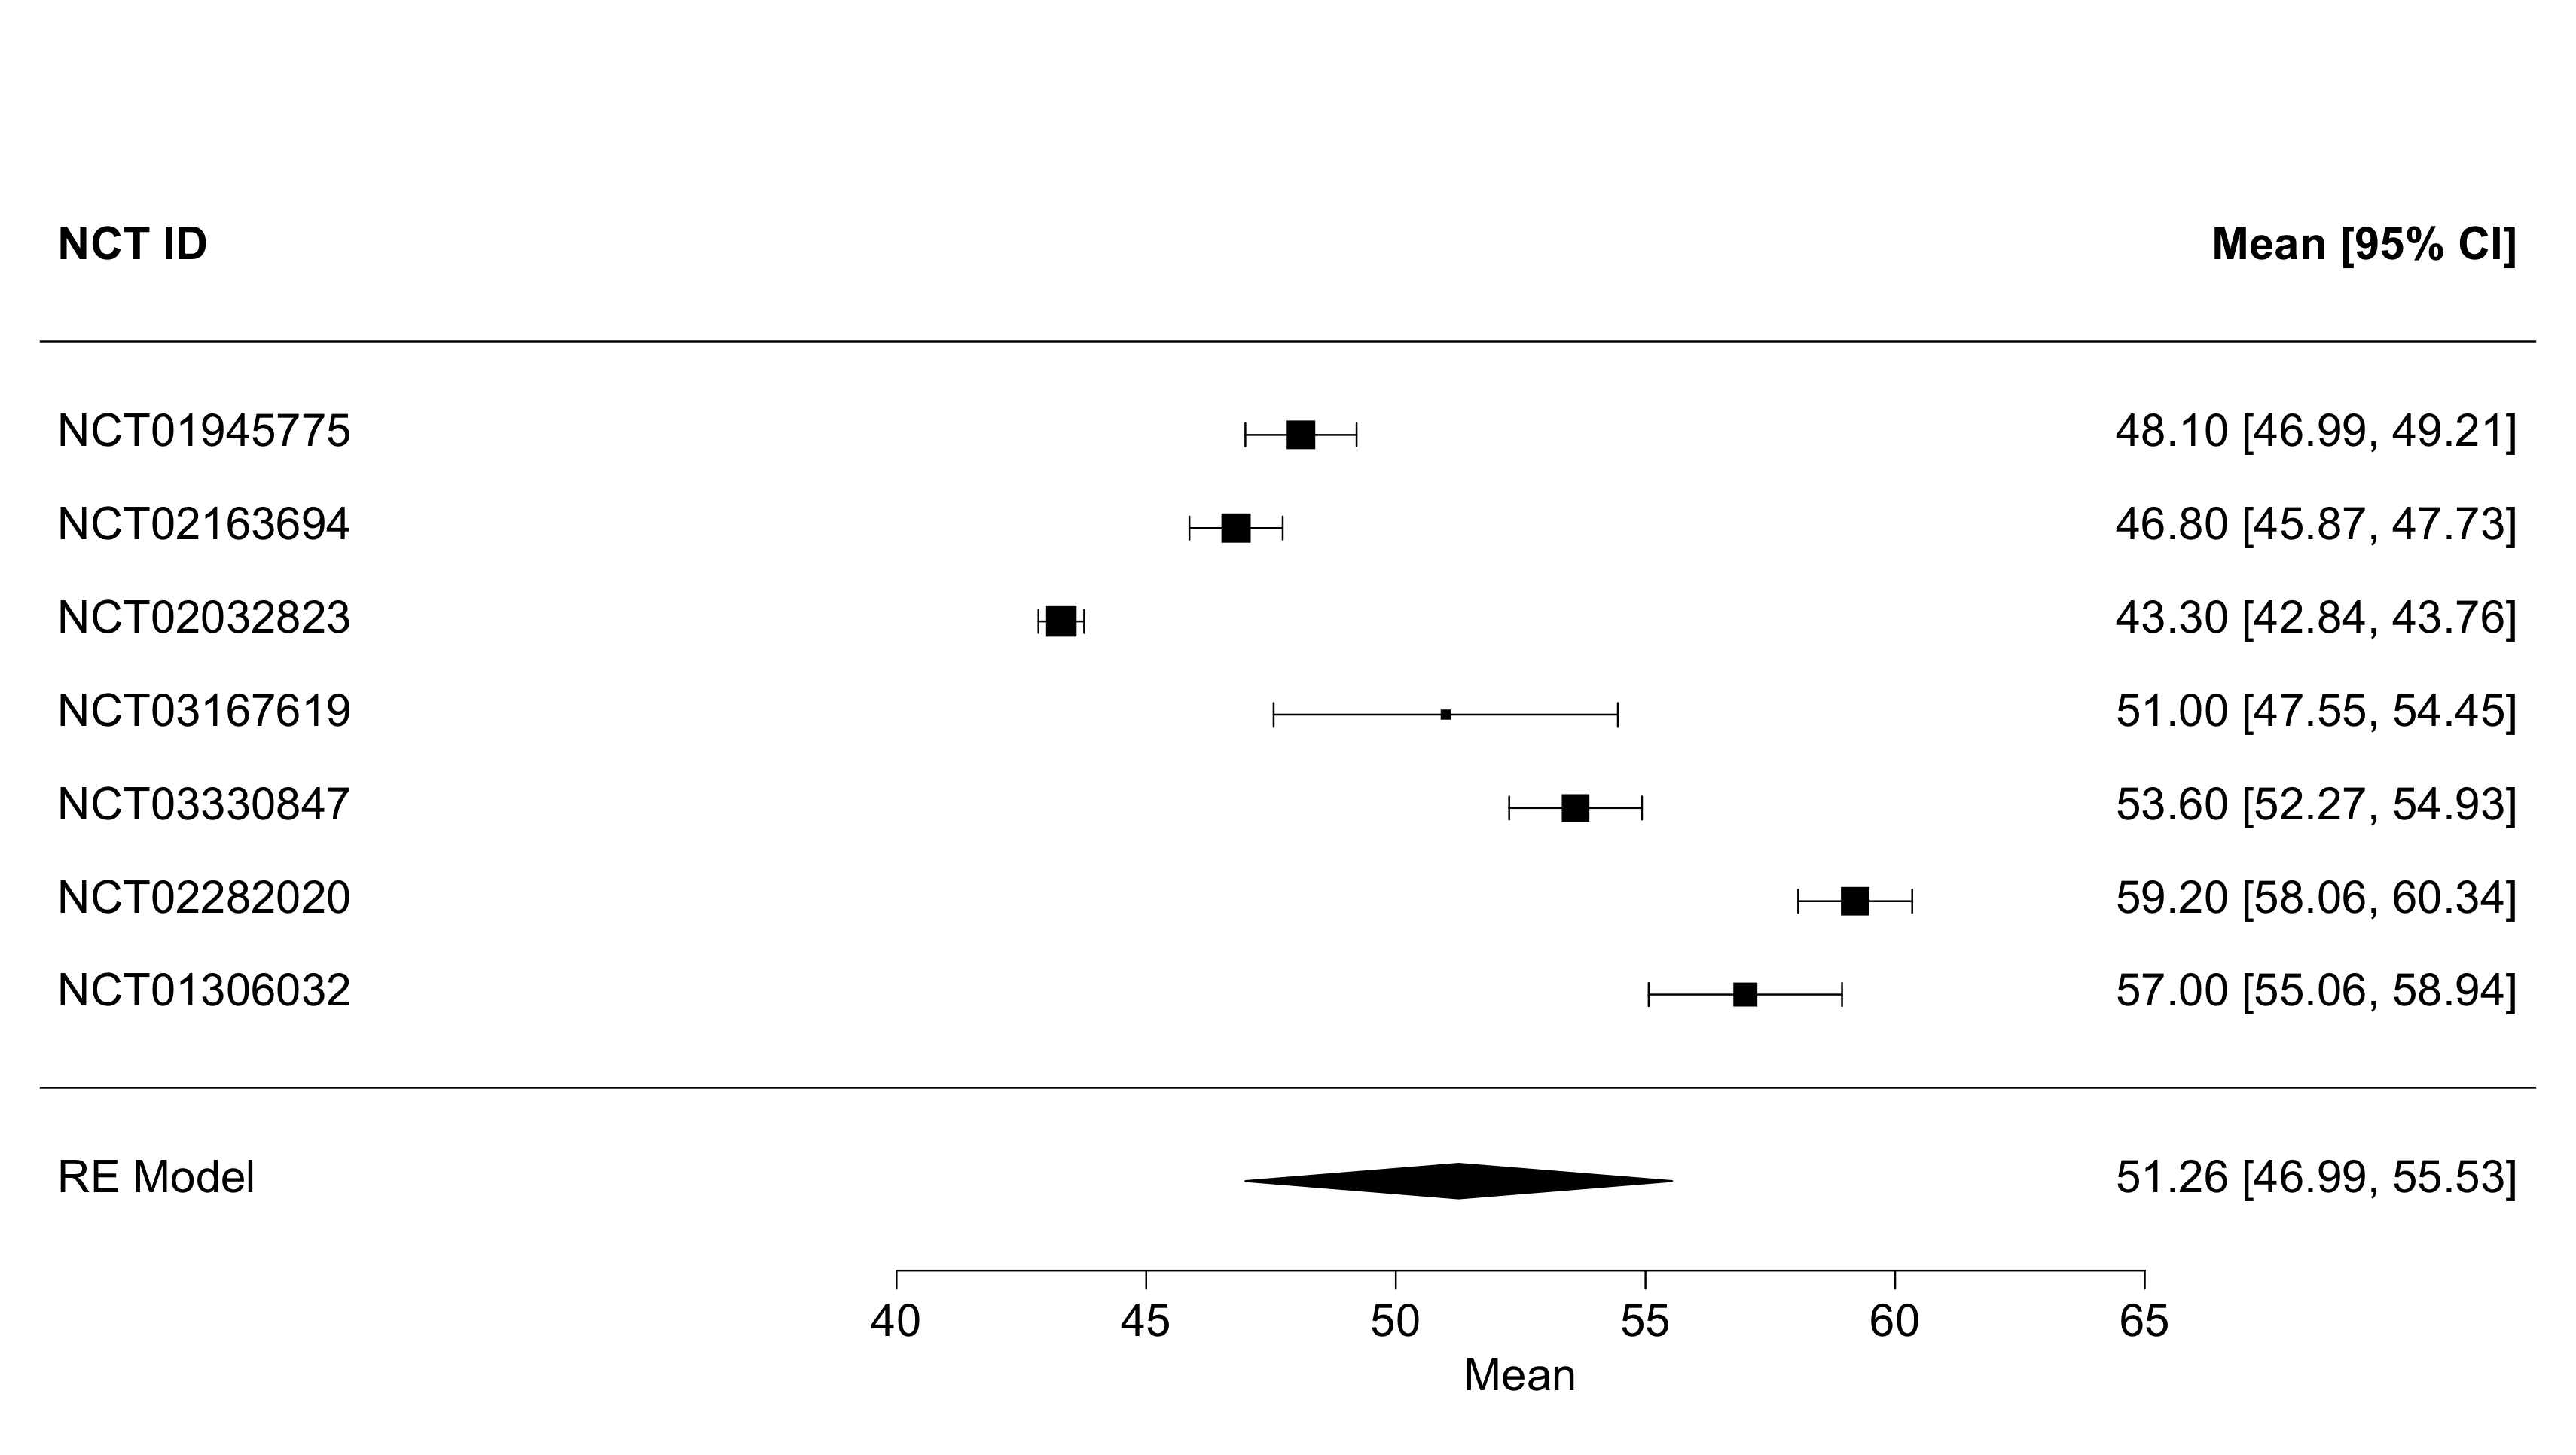 NCT ID Mean [95% CI]
NCT01945775 48.10 [46.99, 49.21]
NCT02163694 46.80 [45.87, 47.73]
NCT02032823 43.30 [42.84, 43.76]
NCT03167619 51.00 [47.55, 54.45]
NCT03330847 53.60 [52.27, 54.93]
NCT02282020 59.20 [58.06, 60.34]
NCT01306032 57.00 [55.06, 58.94]
RE Model 51.26 [46.99, 55.53]
40 45 50 55 60 65
Mean